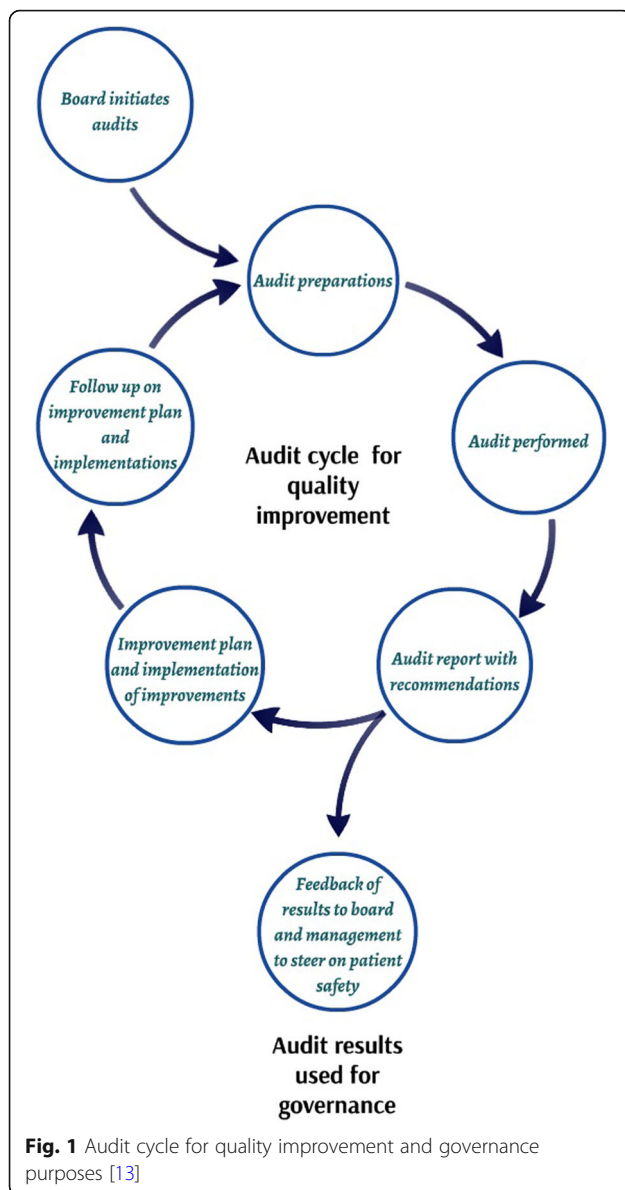 Board initiates
audits
Audit preparations
Follow up on
improvement plan
and
implementations
Audit performed
Audit cycle for
quality
improvement
Improvement plan
and implementation
of improvements
Audit report with
recommendations
Feedback of
results to board
and management
to steer on patient
safety
Audit results
used for
governance
Fig. 1 Audit cycle for quality improvement and governance
purposes [13]